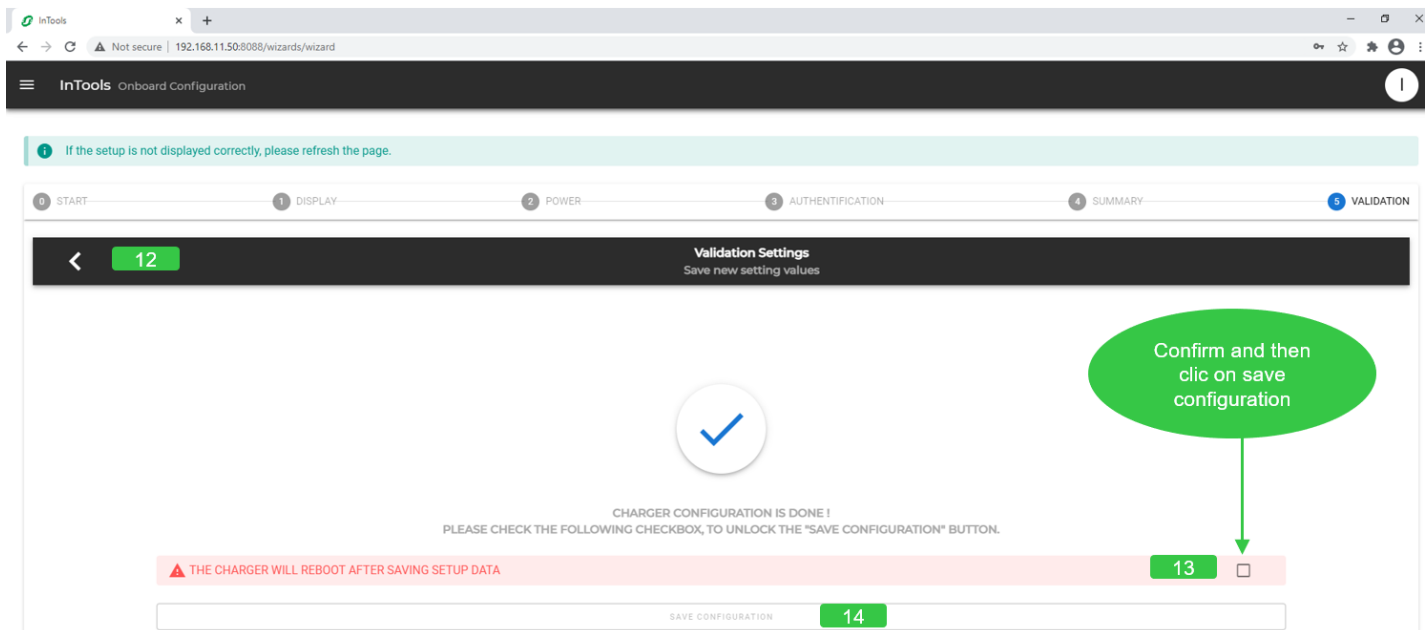 InTools
Not secure | 192.168.11.50:8088/wizards/wizard
InTools Onboard Configuration
I
If the setup is not displayed correctly, please refresh the page.
0 START 1 DISPLAY 2 POWER 3 AUTHENTIFICATION 4 SUMMARY 5 VALIDATION
12
Validation Settings
Save new setting values
Confirm and then
clic on save
configuration
CHARGER CONFIGURATION IS DONE !
PLEASE CHECK THE FOLLOWING CHECKBOX, TO UNLOCK THE "SAVE CONFIGURATION" BUTTON.
THE CHARGER WILL REBOOT AFTER SAVING SETUP DATA 13
SAVE CONFIGURATION 14